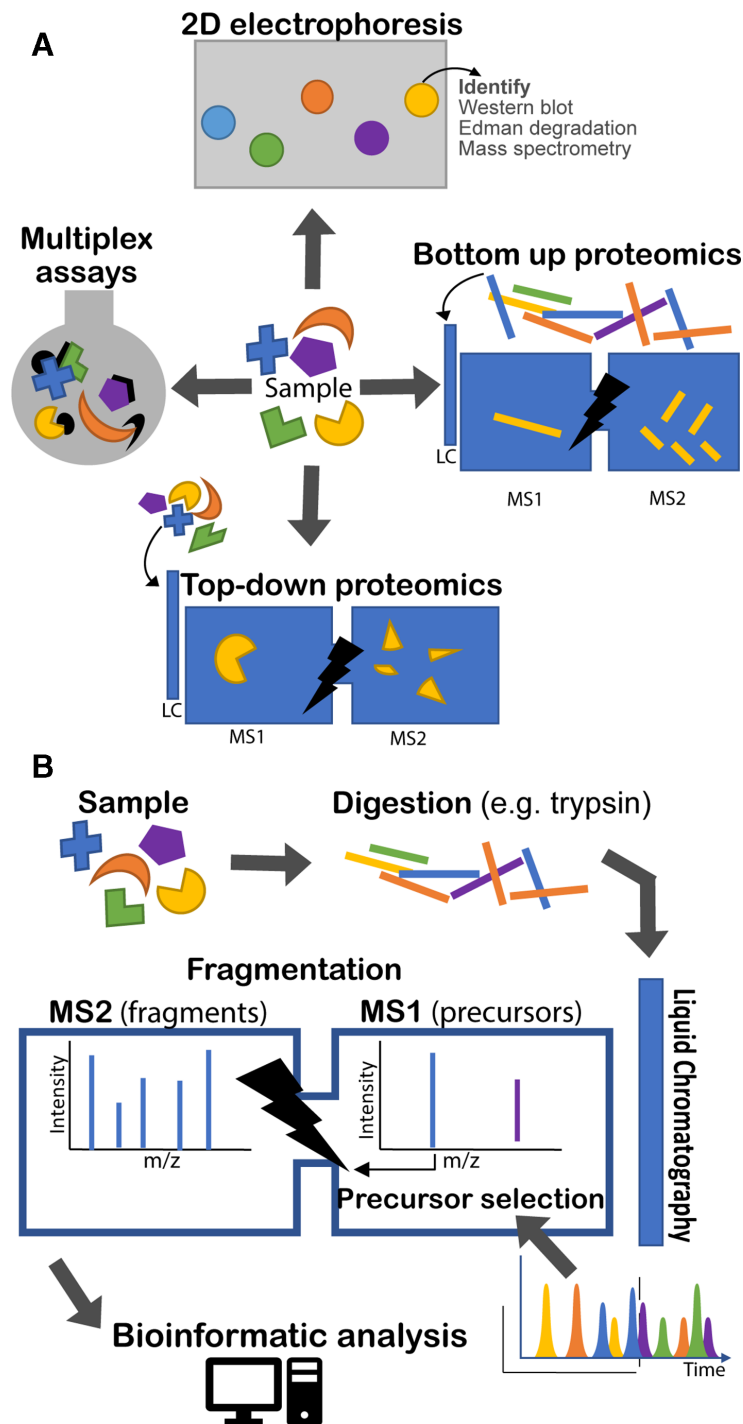 A
2D electrophoresis
Identify
Western blot
Edman degradation
Mass spectrometry
Multiplex
assays
Bottom up proteomics
Sample
LC
MS1
MS2
Top-down proteomics
LC
MS1
MS2
B
Sample
Digestion (e.g. trypsin)
Fragmentation
MS2 (fragments)
MS1 (precursors)
Intensity
m/z
Intensity
m/z
Precursor selection
Liquid Chromatography
Time
Bioinformatic analysis